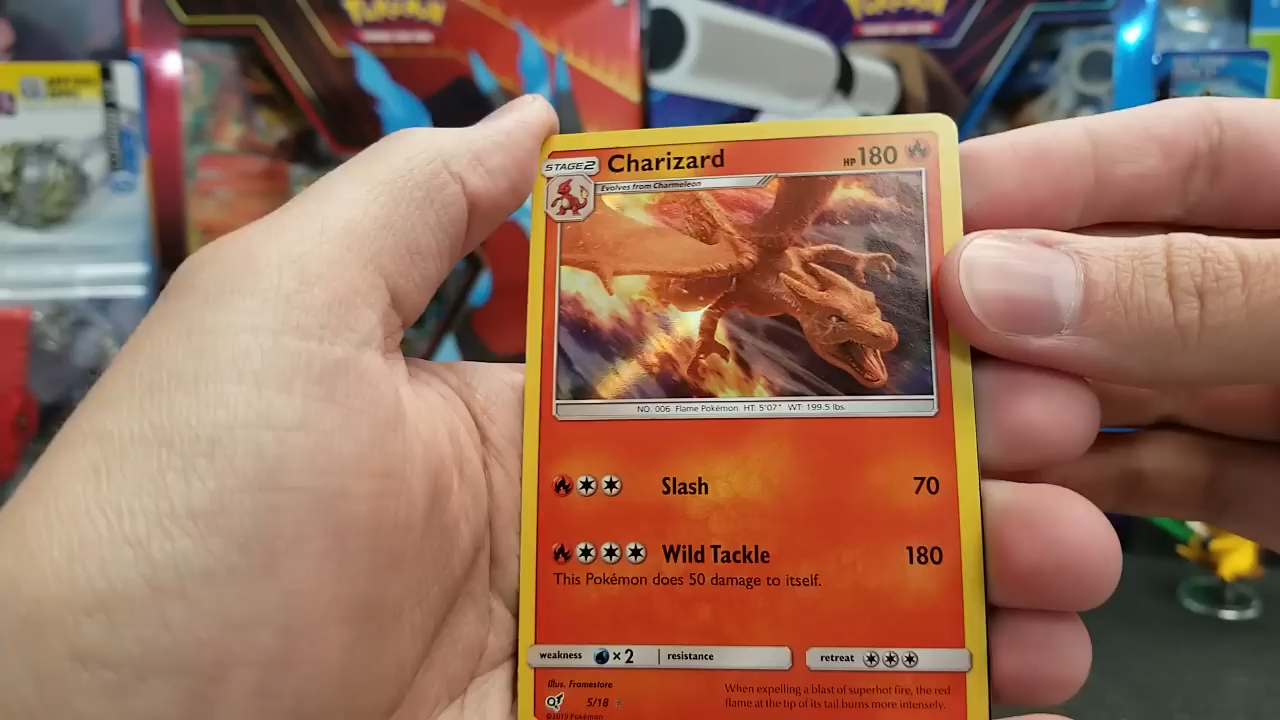 Pokémon
Pokémon
STAGE2 Charizard HP 180
Evolves from Charmeleon
NO. 006 Flame Pokémon HT: 5'07" WT: 199.5 lbs.
Slash 70
Wild Tackle 180
This Pokémon does 50 damage to itself.
weakness ×2 resistance retreat
Illus. Framestore
5/18
©2019 Pokémon
When expelling a blast of superhot fire, the red
flame at the tip of its tail burns more intensely.